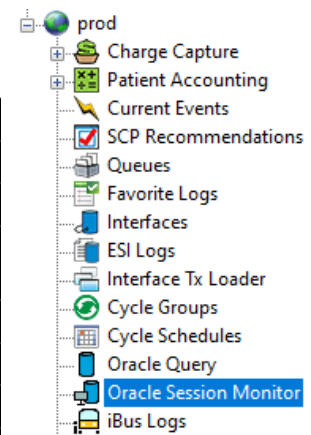 prod
Charge Capture
Patient Accounting
Current Events
SCP Recommendations
Queues
Favorite Logs
Interfaces
ESI Logs
Interface Tx Loader
Cycle Groups
Cycle Schedules
Oracle Query
Oracle Session Monitor
iBus Logs